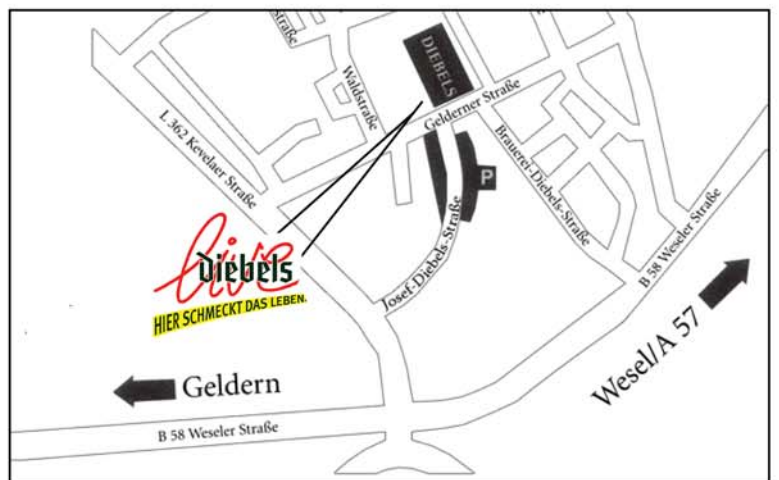 Straße
Straße
DIEBELS
Waldstraße
Gelderner Straße
L 362 Kevelaer Straße
Brauerei-Diebels-Straße
P
Josef-Diebels-Straße
B 58 Weseler Straße
live
diebels
HIER SCHMECKT DAS LEBEN.
Wesel/A 57
Geldern
B 58 Weseler Straße